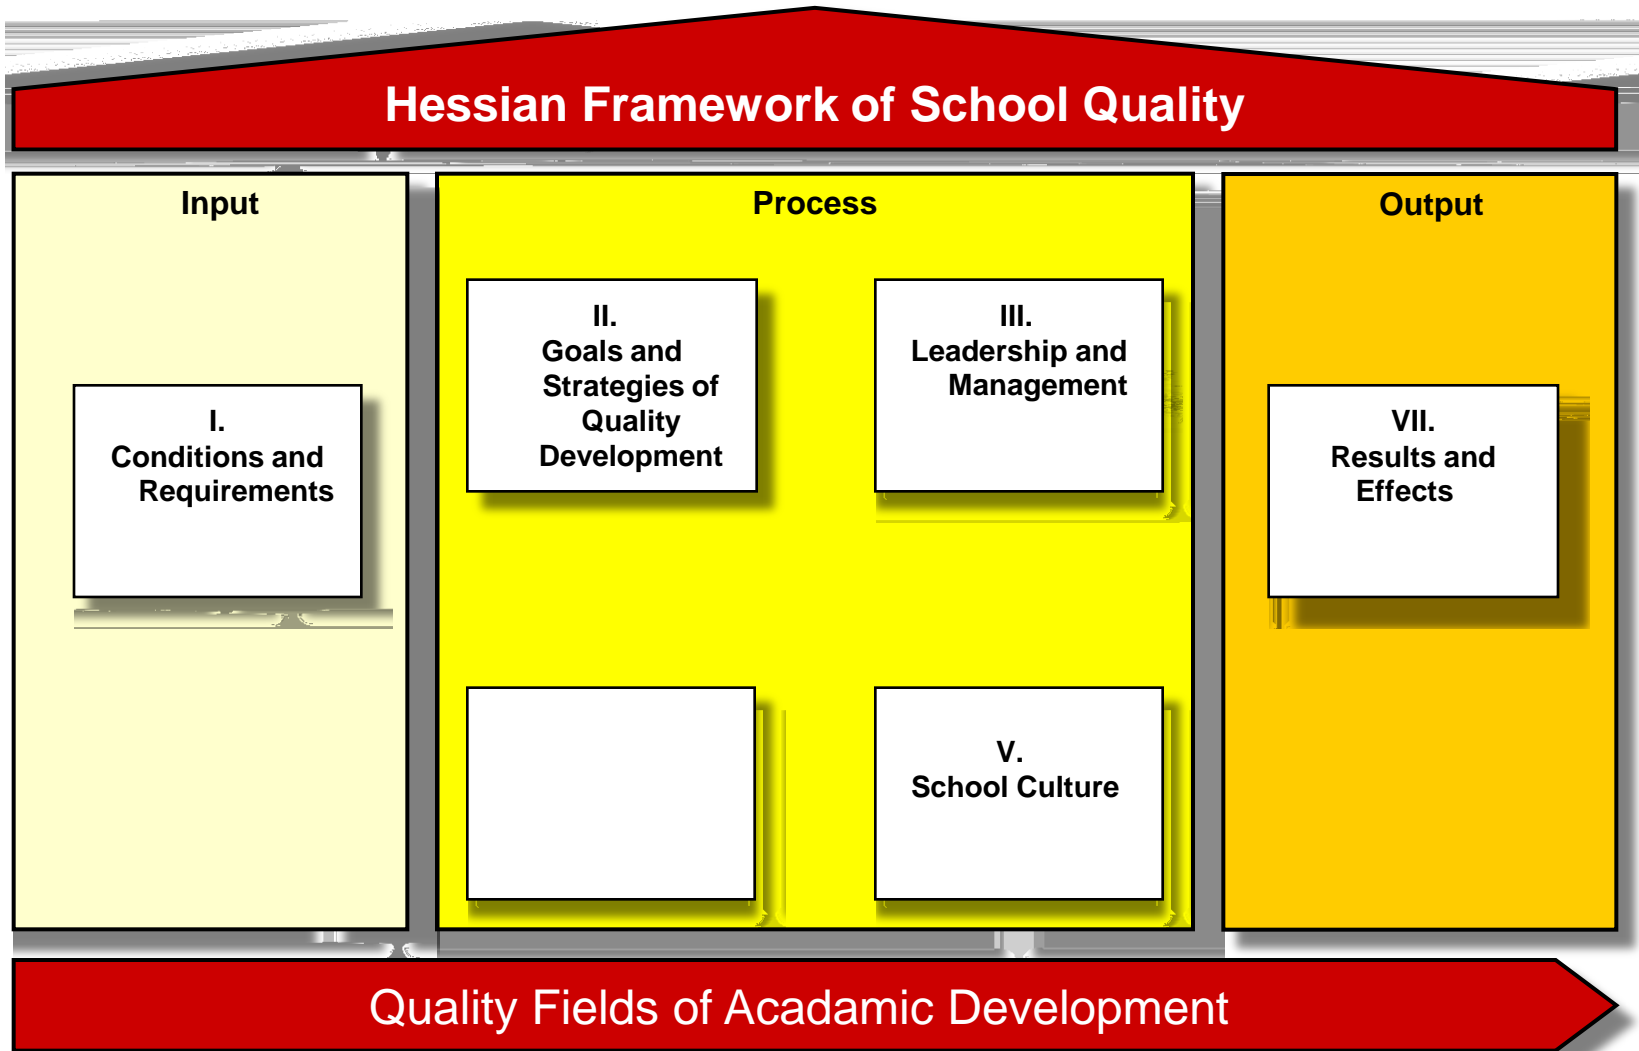 Hessian Framework of School Quality
Input
I.
Conditions and
Requirements
Process
II.
Goals and
Strategies of
Quality
Development
III.
Leadership and
Management
V.
School Culture
Output
VII.
Results and
Effects
Quality Fields of Acadamic Development